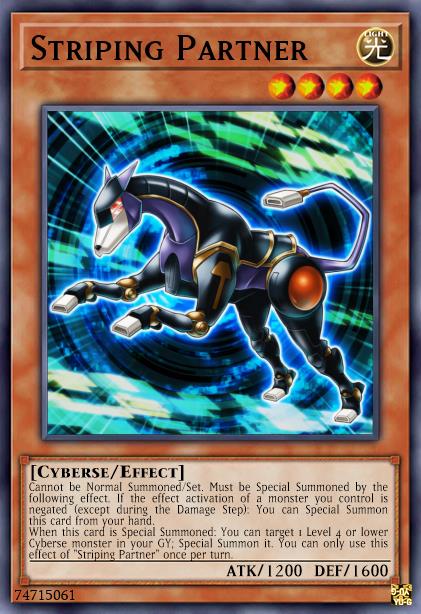 STRIPING PARTNER
LIGHT
光
[CYBERSE/EFFECT]
Cannot be Normal Summoned/Set. Must be Special Summoned by the
following effect. If the effect activation of a monster you control is
negated (except during the Damage Step): You can Special Summon
this card from your hand.
When this card is Special Summoned: You can target 1 Level 4 or lower
Cyberse monster in your GY; Special Summon it. You can only use this
effect of "Striping Partner" once per turn.
ATK/1200 DEF/1600
74715061